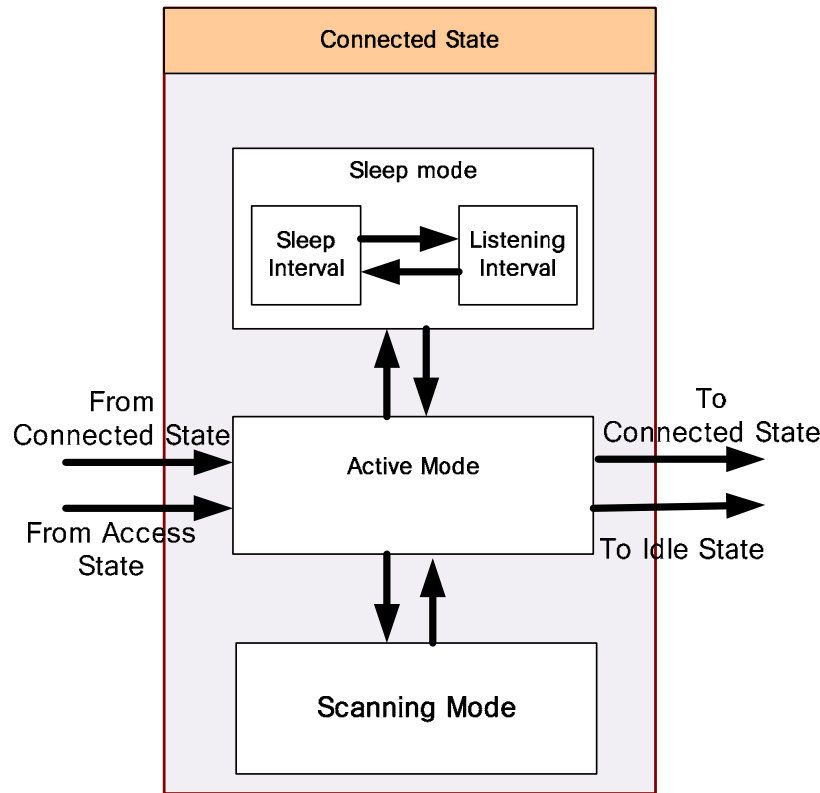 Connected State
Sleep mode
Sleep
Interval
Listening
Interval
From
Connected State
To
Connected State
Active Mode
From Access
State
To Idle State
Scanning Mode